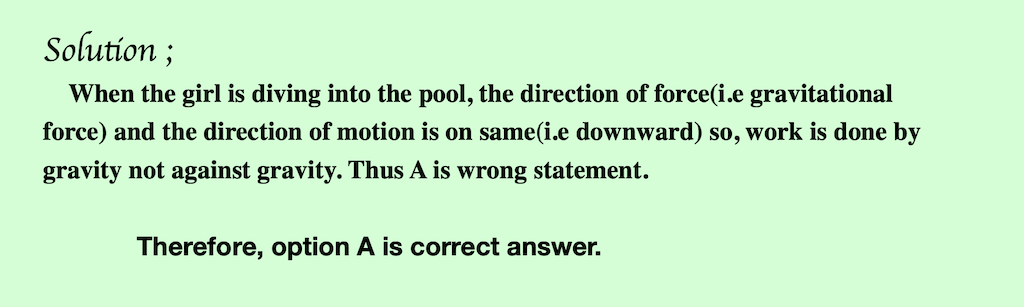 Solution ;
When the girl is diving into the pool, the direction of force(i.e gravitational
force) and the direction of motion is on same(i.e downward) so, work is done by
gravity not against gravity. Thus A is wrong statement.
Therefore, option A is correct answer.